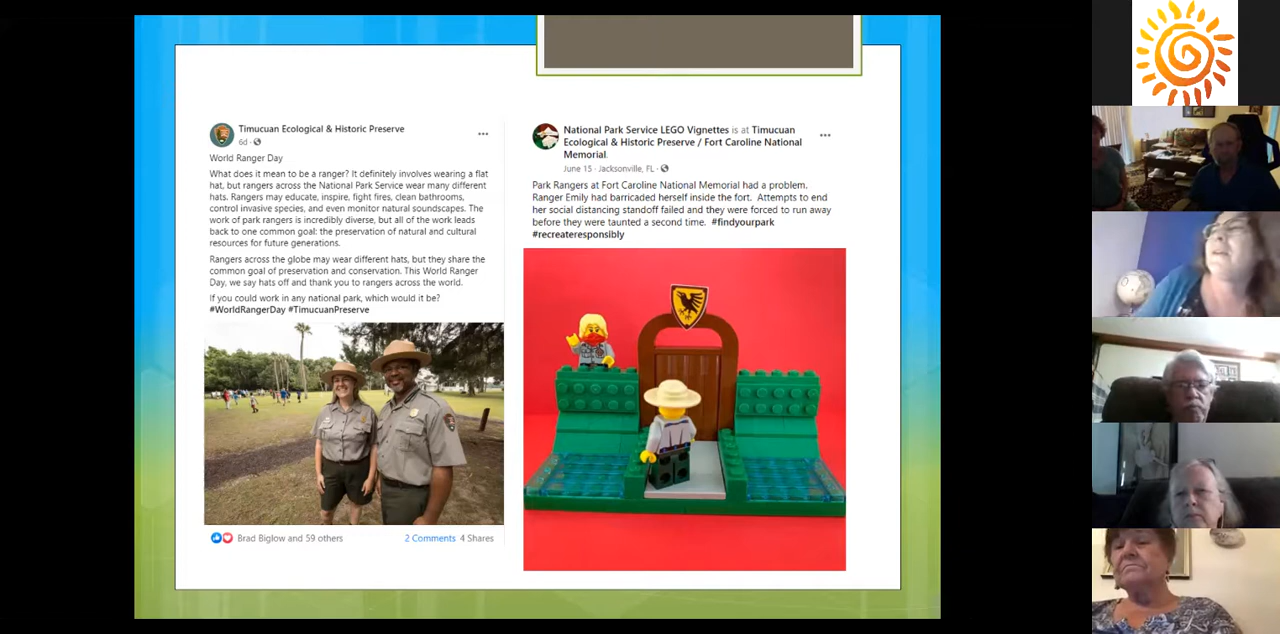 Timucuan Ecological & Historic Preserve
6d ·
World Ranger Day
What does it mean to be a ranger? It definitely involves wearing a flat
hat, but rangers across the National Park Service wear many different
hats. Rangers may educate, inspire, fight fires, clean bathrooms,
control invasive species, and even monitor natural soundscapes. The
work of park rangers is incredibly diverse, but all of the work leads
back to one common goal: the preservation of natural and cultural
resources for future generations.
Rangers across the globe may wear different hats, but they share the
common goal of preservation and conservation. This World Ranger
Day, we say hats off and thank you to rangers across the world.
If you could work in any national park, which would it be?
#WorldRangerDay #TimucuanPreserve
Brad Biglow and 59 others
2 Comments 4 Shares
National Park Service LEGO Vignettes is at Timucuan
Ecological & Historic Preserve / Fort Caroline National
Memorial.
June 15 · Jacksonville, FL ·
Park Rangers at Fort Caroline National Memorial had a problem.
Ranger Emily had barricaded herself inside the fort. Attempts to end
her social distancing standoff failed and they were forced to run away
before they were taunted a second time. #findyourpark
#recreateresponsibly